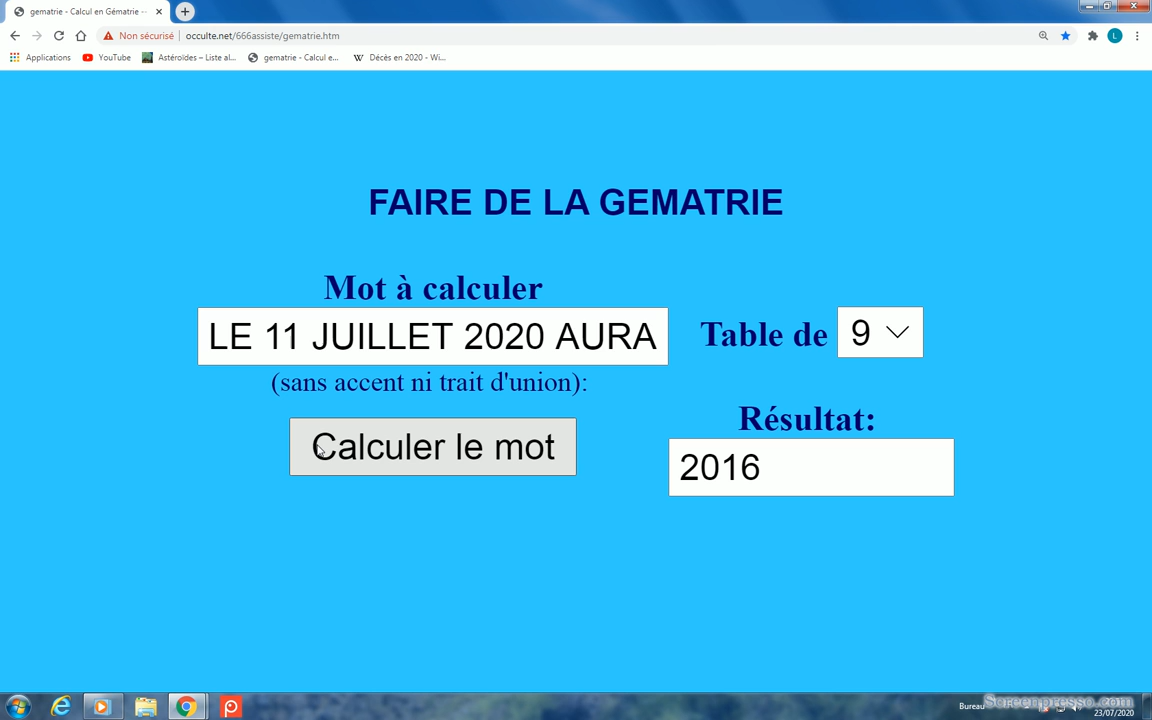 gematrie - Calcul en Gématrie -
Non sécurisé
occulte.net/666assiste/gematrie.htm
L
Applications
YouTube
Astéroïdes – Liste al...
gematrie - Calcul e...
W
Décès en 2020 - Wi...
FAIRE DE LA GEMATRIE
Mot à calculer
LE 11 JUILLET 2020 AURA
Table de 9
(sans accent ni trait d'union):
Calculer le mot
Résultat:
2016
Bureau
Screenpresso.com
23/07/2020